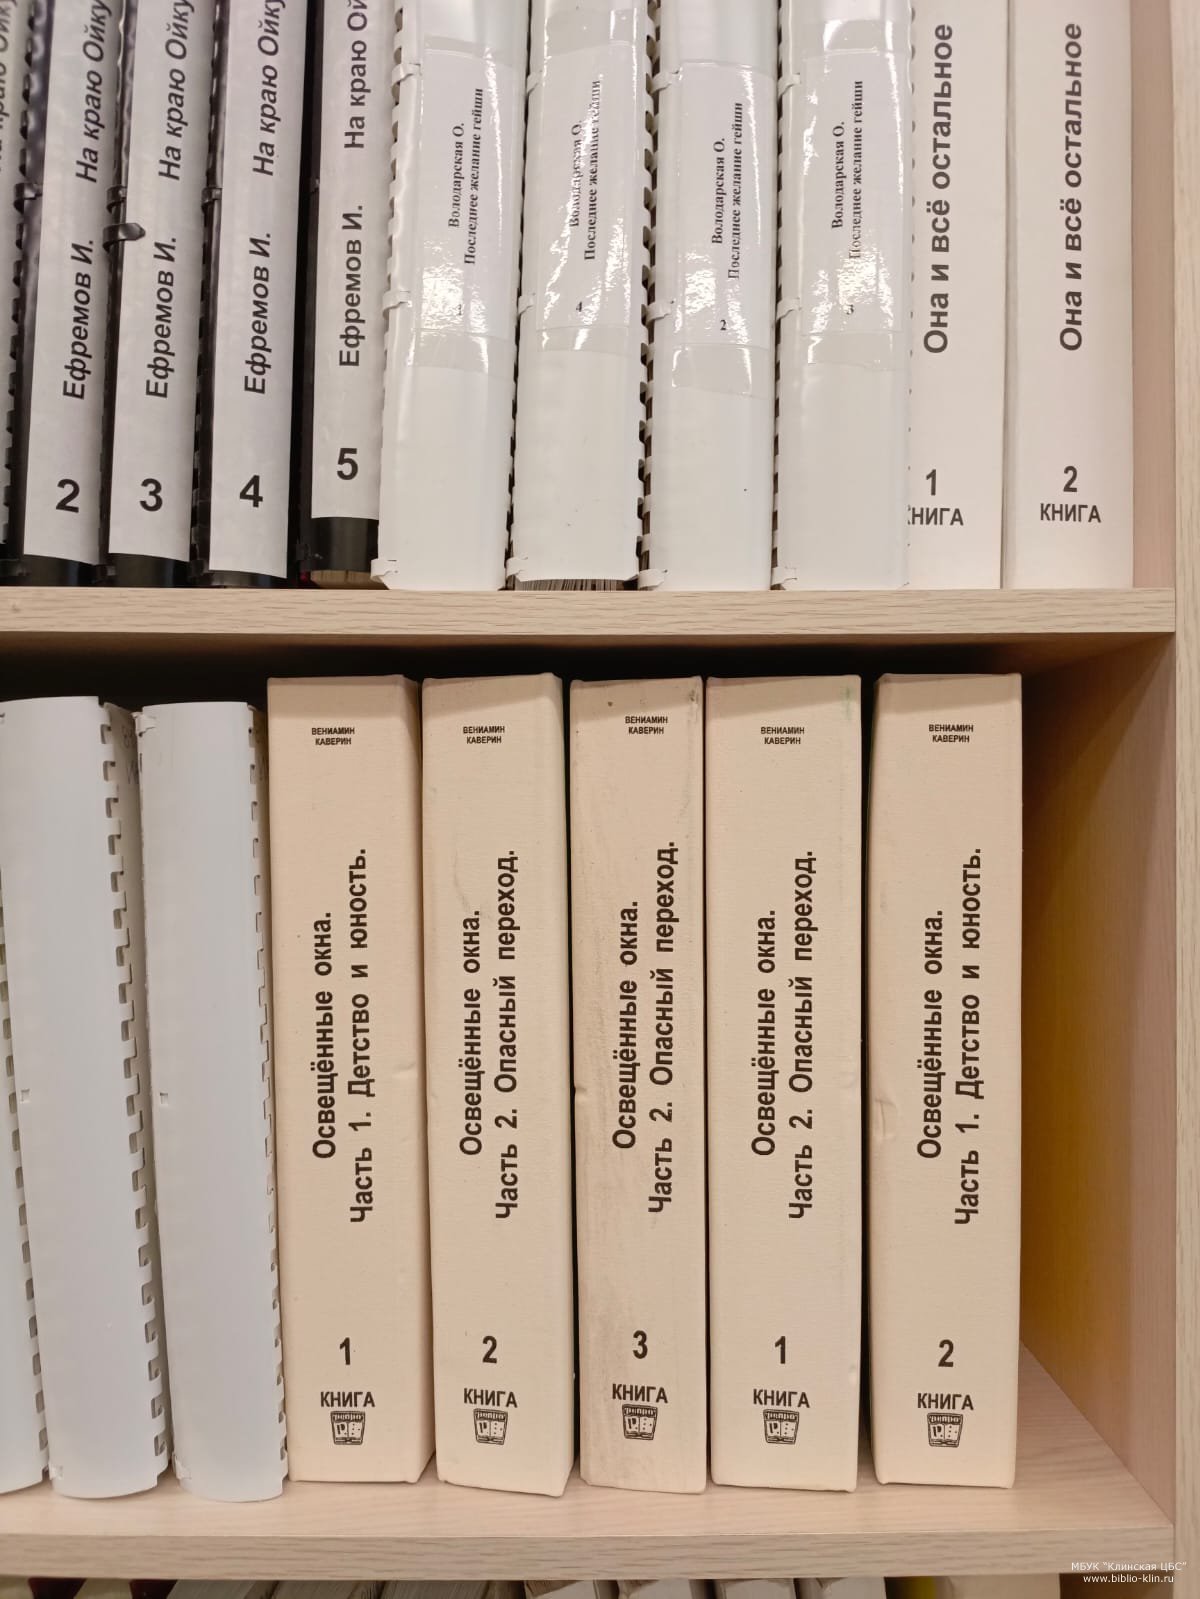 Ефремов И. На краю Ойку
2
Ефремов И. На краю Ойку
3
Ефремов И. На краю Ойку
4
Ефремов И. На краю Ой
5
Володарская О.
Последнее желание гейши
Володарская О.
Последнее желание гейши
4
Володарская О.
Последнее желание гейши
2
Володарская О.
Последнее желание гейши
Она и всё остальное
1
КНИГА
Она и всё остальное
2
КНИГА
ВЕНИАМИН
КАВЕРИН
Освещённые окна.
Часть 1. Детство и юность.
1
КНИГА
ВЕНИАМИН
КАВЕРИН
Освещённые окна.
Часть 2. Опасный переход.
2
КНИГА
ВЕНИАМИН
КАВЕРИН
Освещённые окна.
Часть 2. Опасный переход.
3
КНИГА
ВЕНИАМИН
КАВЕРИН
Освещённые окна.
Часть 2. Опасный переход.
1
КНИГА
ВЕНИАМИН
КАВЕРИН
Освещённые окна.
Часть 1. Детство и юность.
2
КНИГА
МБУК "Клинская ЦБС"
www.biblio-klin.ru